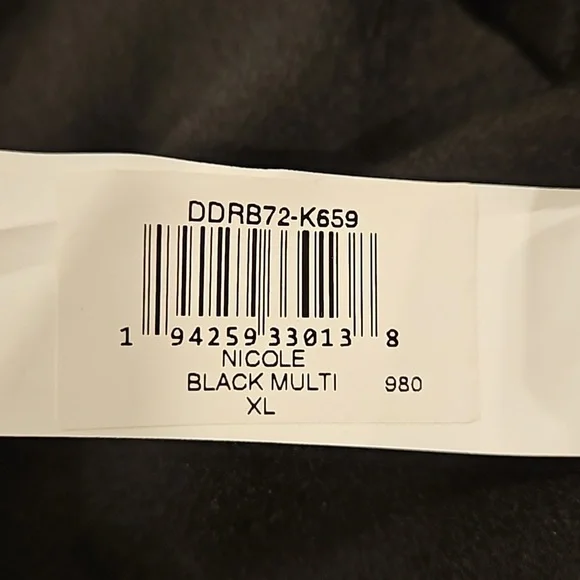 DDRB72-K659
1 94259 33013 8
NICOLE
BLACK MULTI 980
XL